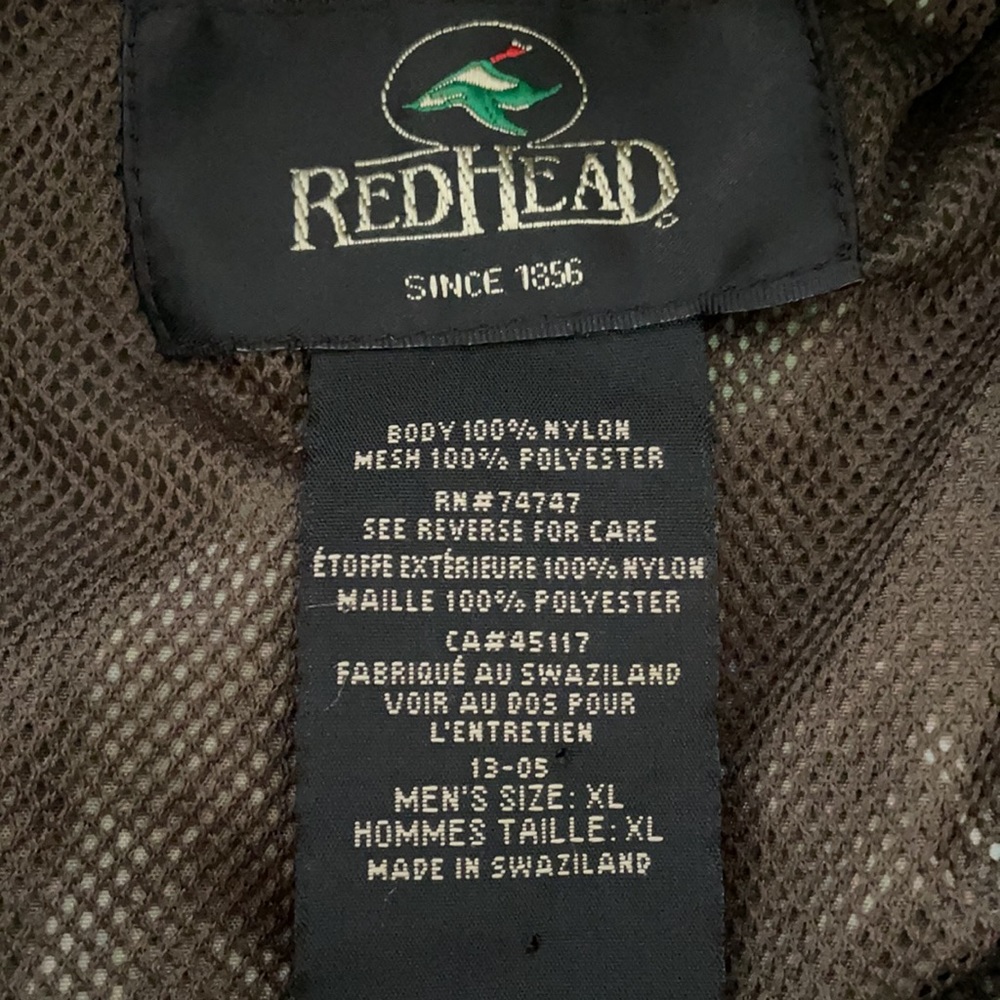 REDHEAD
SINCE 1856
BODY 100% NYLON
MESH 100% POLYESTER
RN#74747
SEE REVERSE FOR CARE
ÉTOFFE EXTÉRIEURE 100% NYLON
MAILLE 100% POLYESTER
CA#45117
FABRIQUÉ AU SWAZILAND
VOIR AU DOS POUR
L'ENTRETIEN
13-05
MEN'S SIZE: XL
HOMMES TAILLE: XL
MADE IN SWAZILAND